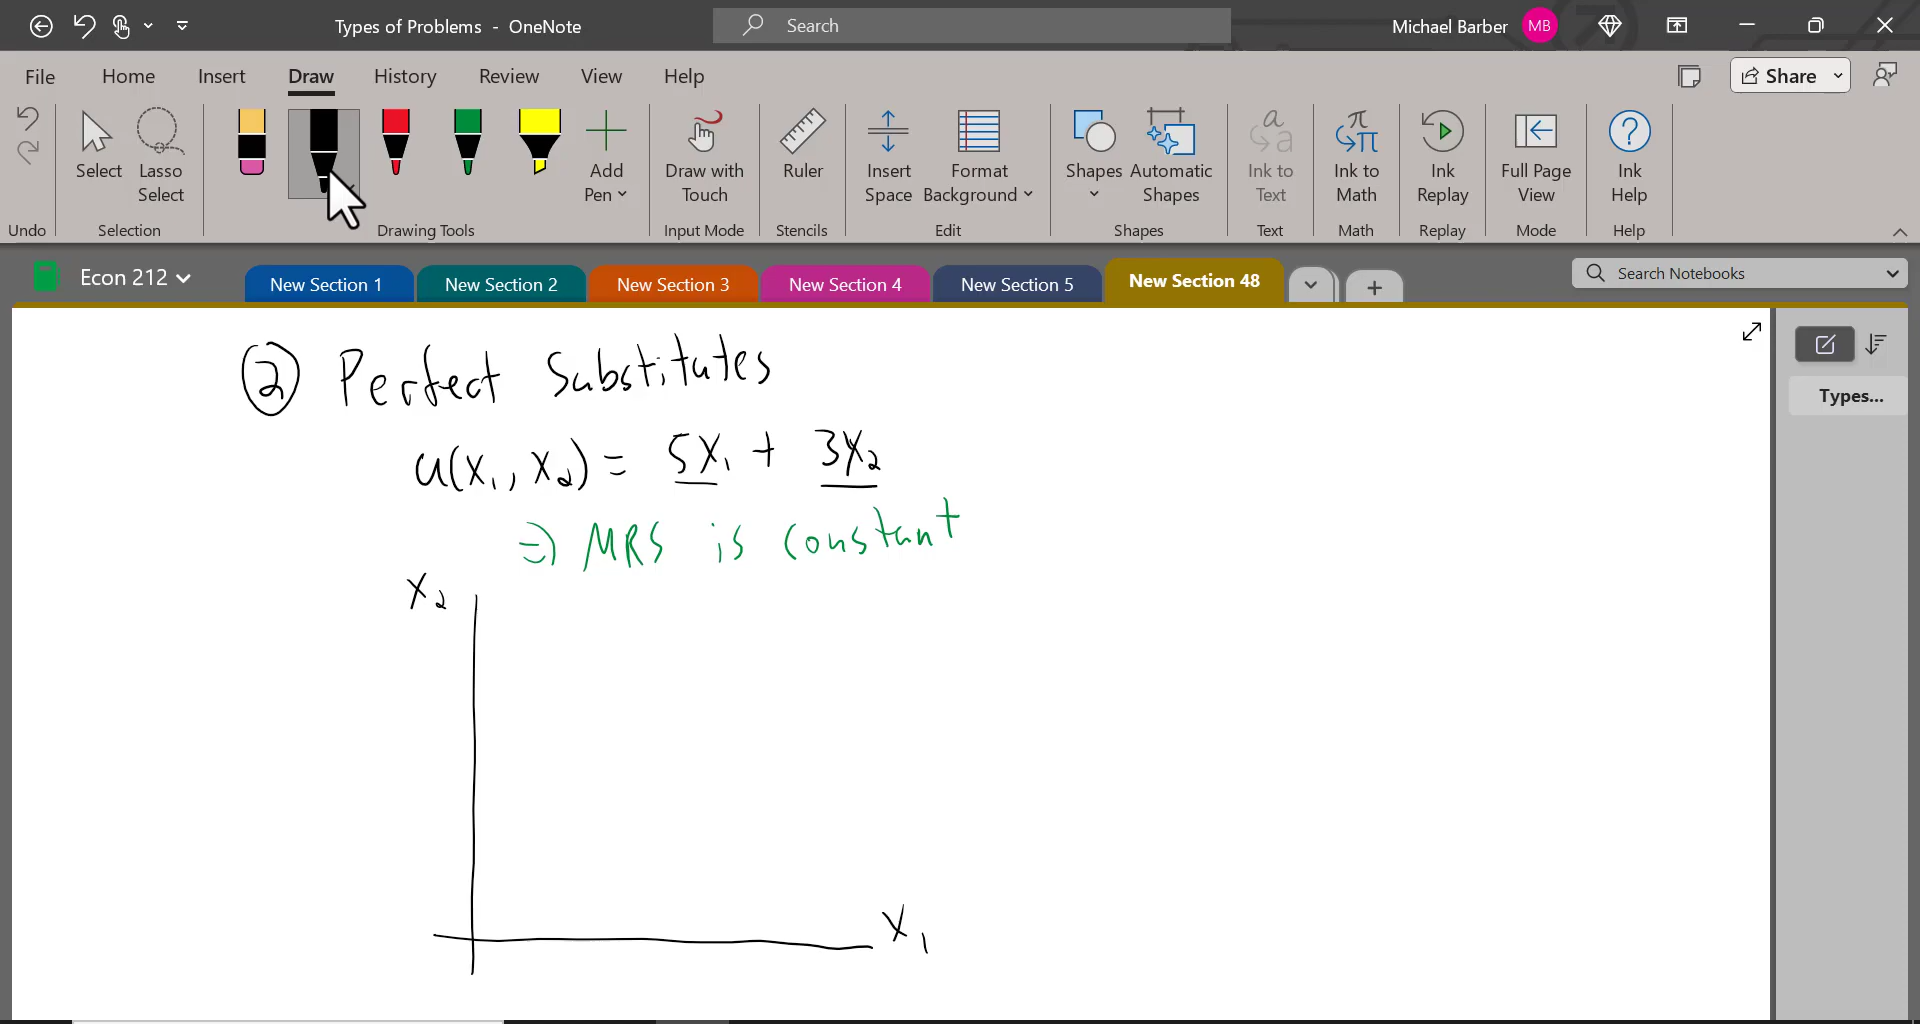 Types of Problems - OneNote
Search
Michael Barber MB
File Home Insert Draw History Review View Help
Share
Select
Lasso Select
Add Pen
Draw with Touch
Ruler
Insert Space
Format Background
Shapes
Automatic Shapes
Ink to Text
Ink to Math
Ink Replay
Full Page View
Ink Help
Undo Selection Drawing Tools Input Mode Stencils Edit Shapes Text Math Replay Mode Help
Econ 212 New Section 1 New Section 2 New Section 3 New Section 4 New Section 5 New Section 48 + Search Notebooks
Types...
② Perfect Substitutes
u(x₁, x₂) = 5x₁ + 3x₂
⇒ MRS is constant
x₂
x₁